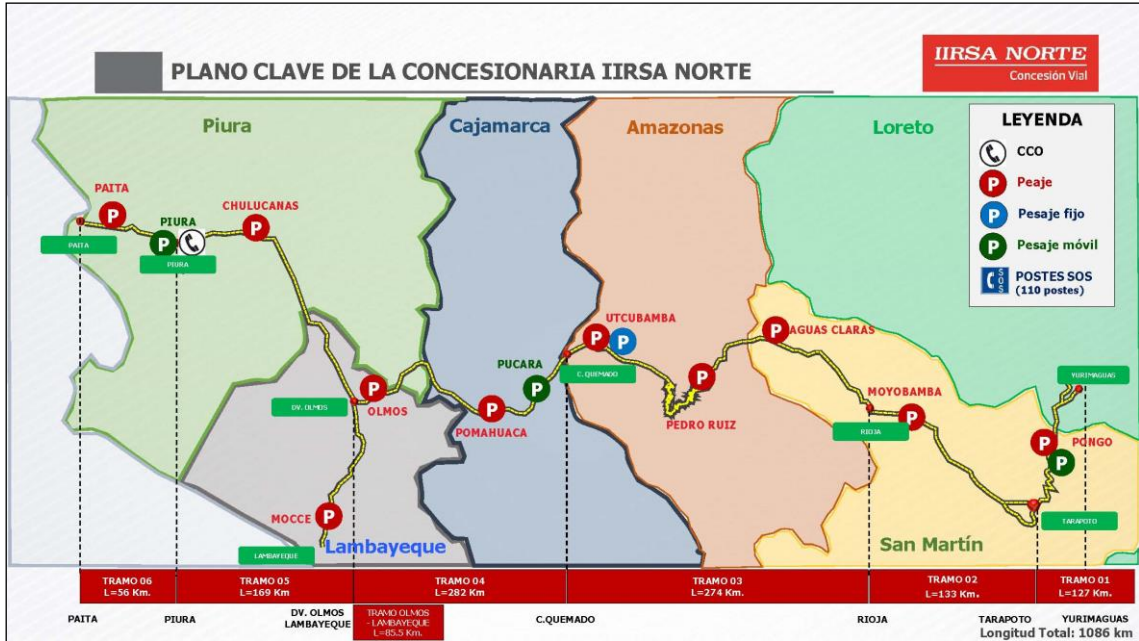 PLANO CLAVE DE LA CONCESIONARIA IIRSA NORTE
IIRSA NORTE
Concesión Vial
Piura
Cajamarca
Amazonas
Loreto
LEYENDA
CCO
P Peaje
P Pesaje fijo
P Pesaje móvil
SOS POSTES SOS
(110 postes)
PAITA
P
PAITA
PIURA
P
PIURA
CHULUCANAS
P
DV. OLMOS
P
OLMOS
MOCCE
P
LAMBAYEQUE
Lambayeque
P
POMAHUACA
PUCARA
P
UTCUBAMBA
P P
C. QUEMADO
P
PEDRO RUIZ
P
AGUAS CLARAS
MOYOBAMBA
P
RIOJA
YURIMAGUAS
P
PONGO
P
TARAPOTO
San Martín
TRAMO 06
L=56 Km.
TRAMO 05
L=169 Km
TRAMO 04
L=282 Km
TRAMO 03
L=274 Km.
TRAMO 02
L=133 Km.
TRAMO 01
L=127 Km.
PAITA
PIURA
DV. OLMOS
LAMBAYEQUE
TRAMO OLMOS
- LAMBAYEQUE
L=85.5 Km.
C.QUEMADO
RIOJA
TARAPOTO
YURIMAGUAS
Longitud Total: 1086 km